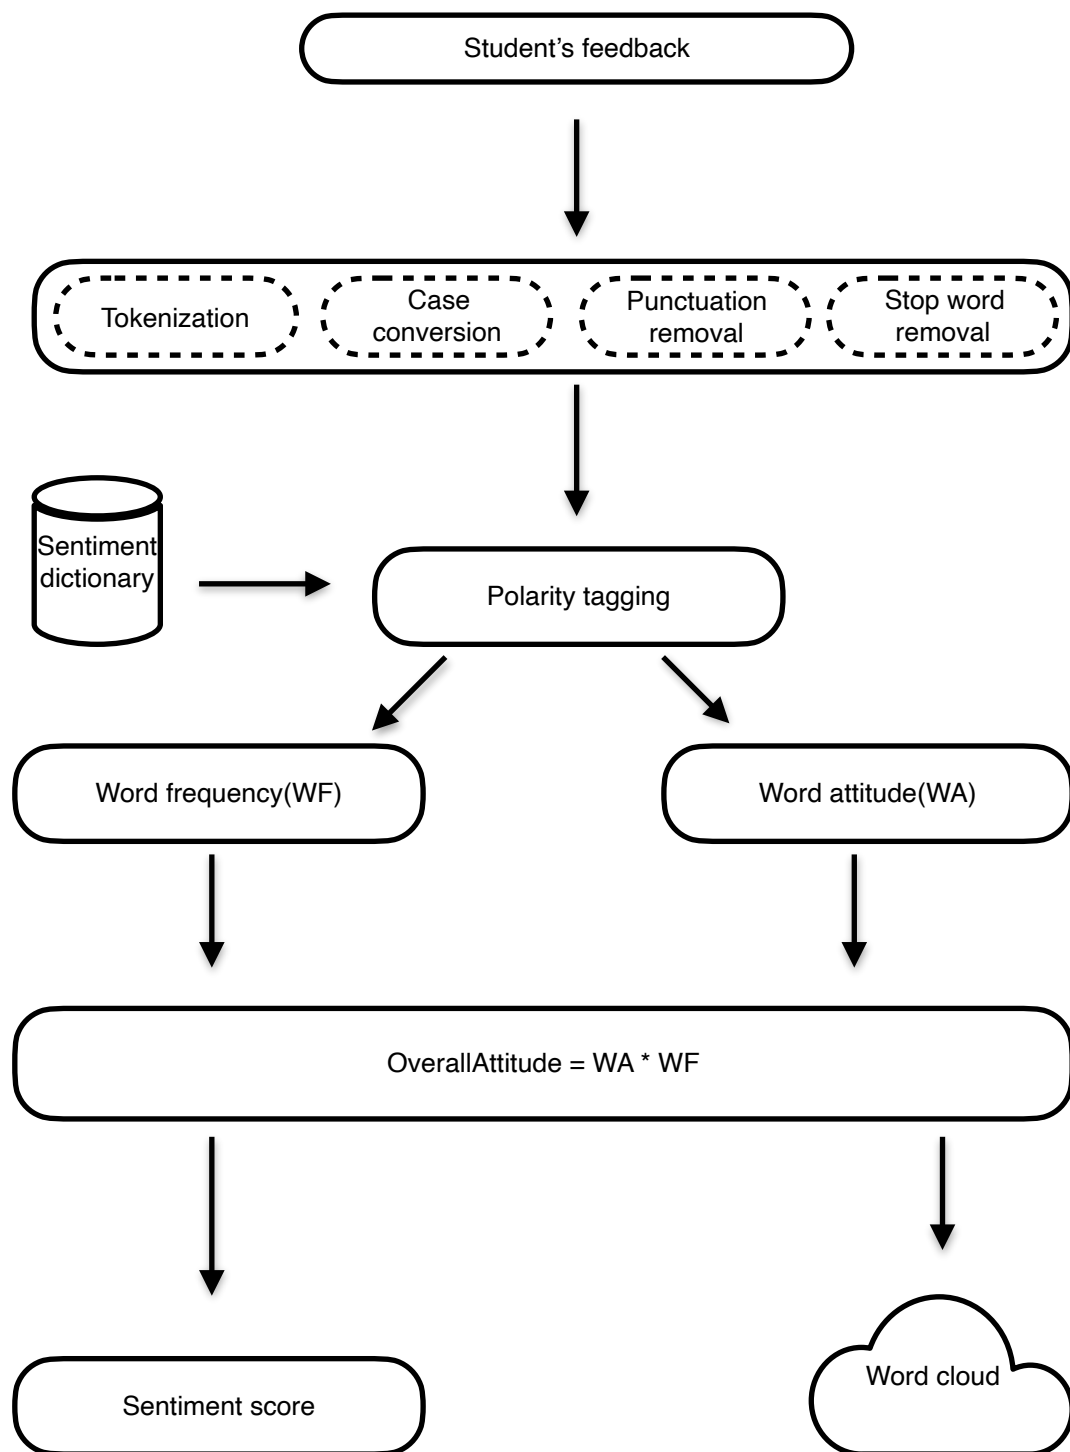 Student’s feedback
Tokenization
Case
conversion
Punctuation
removal
Stop word
removal
Sentiment
dictionary
Polarity tagging
Word frequency(WF)
Word attitude(WA)
OverallAttitude = WA * WF
Sentiment score
Word cloud